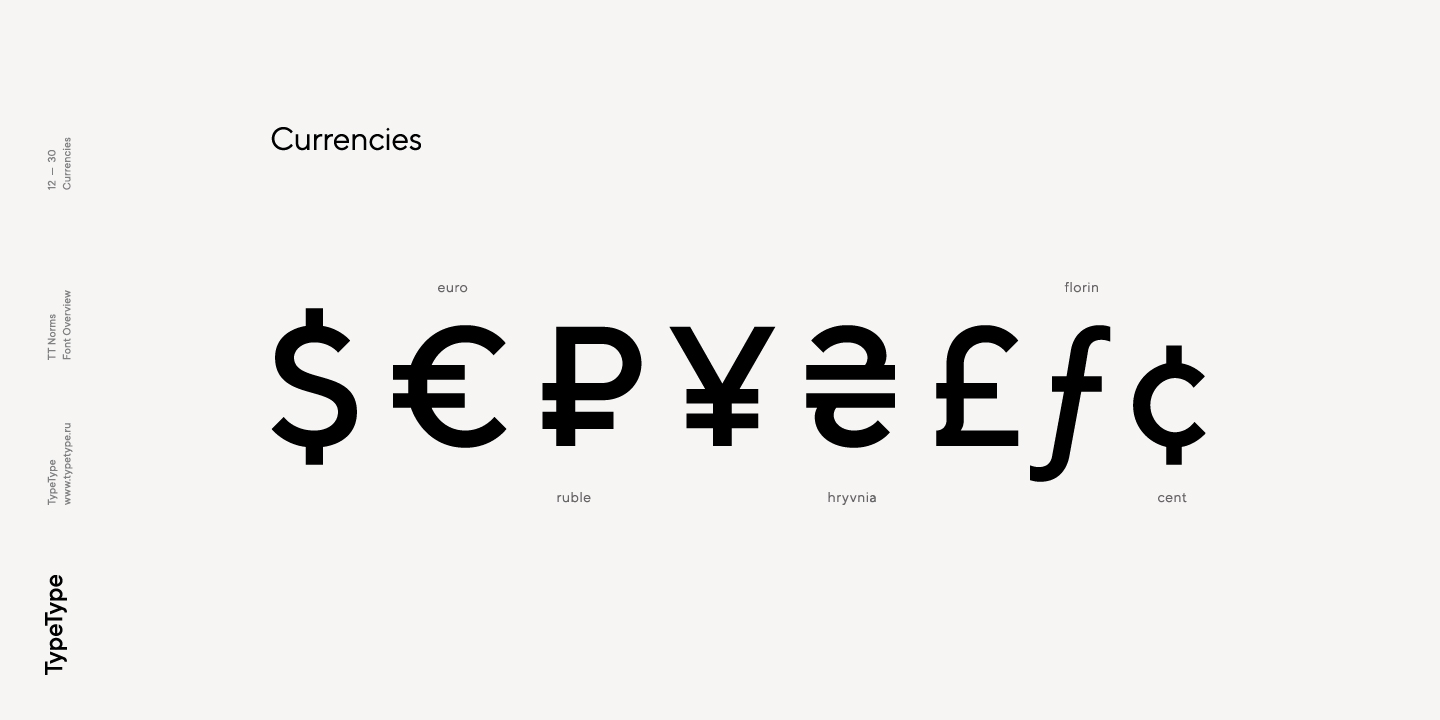 Currencies
euro
florin
$€₽¥₴£ƒ¢
ruble
hryvnia
cent
12 — 30
Currencies
TT Norms
Font Overview
TypeType
www.typetype.ru
TypeType